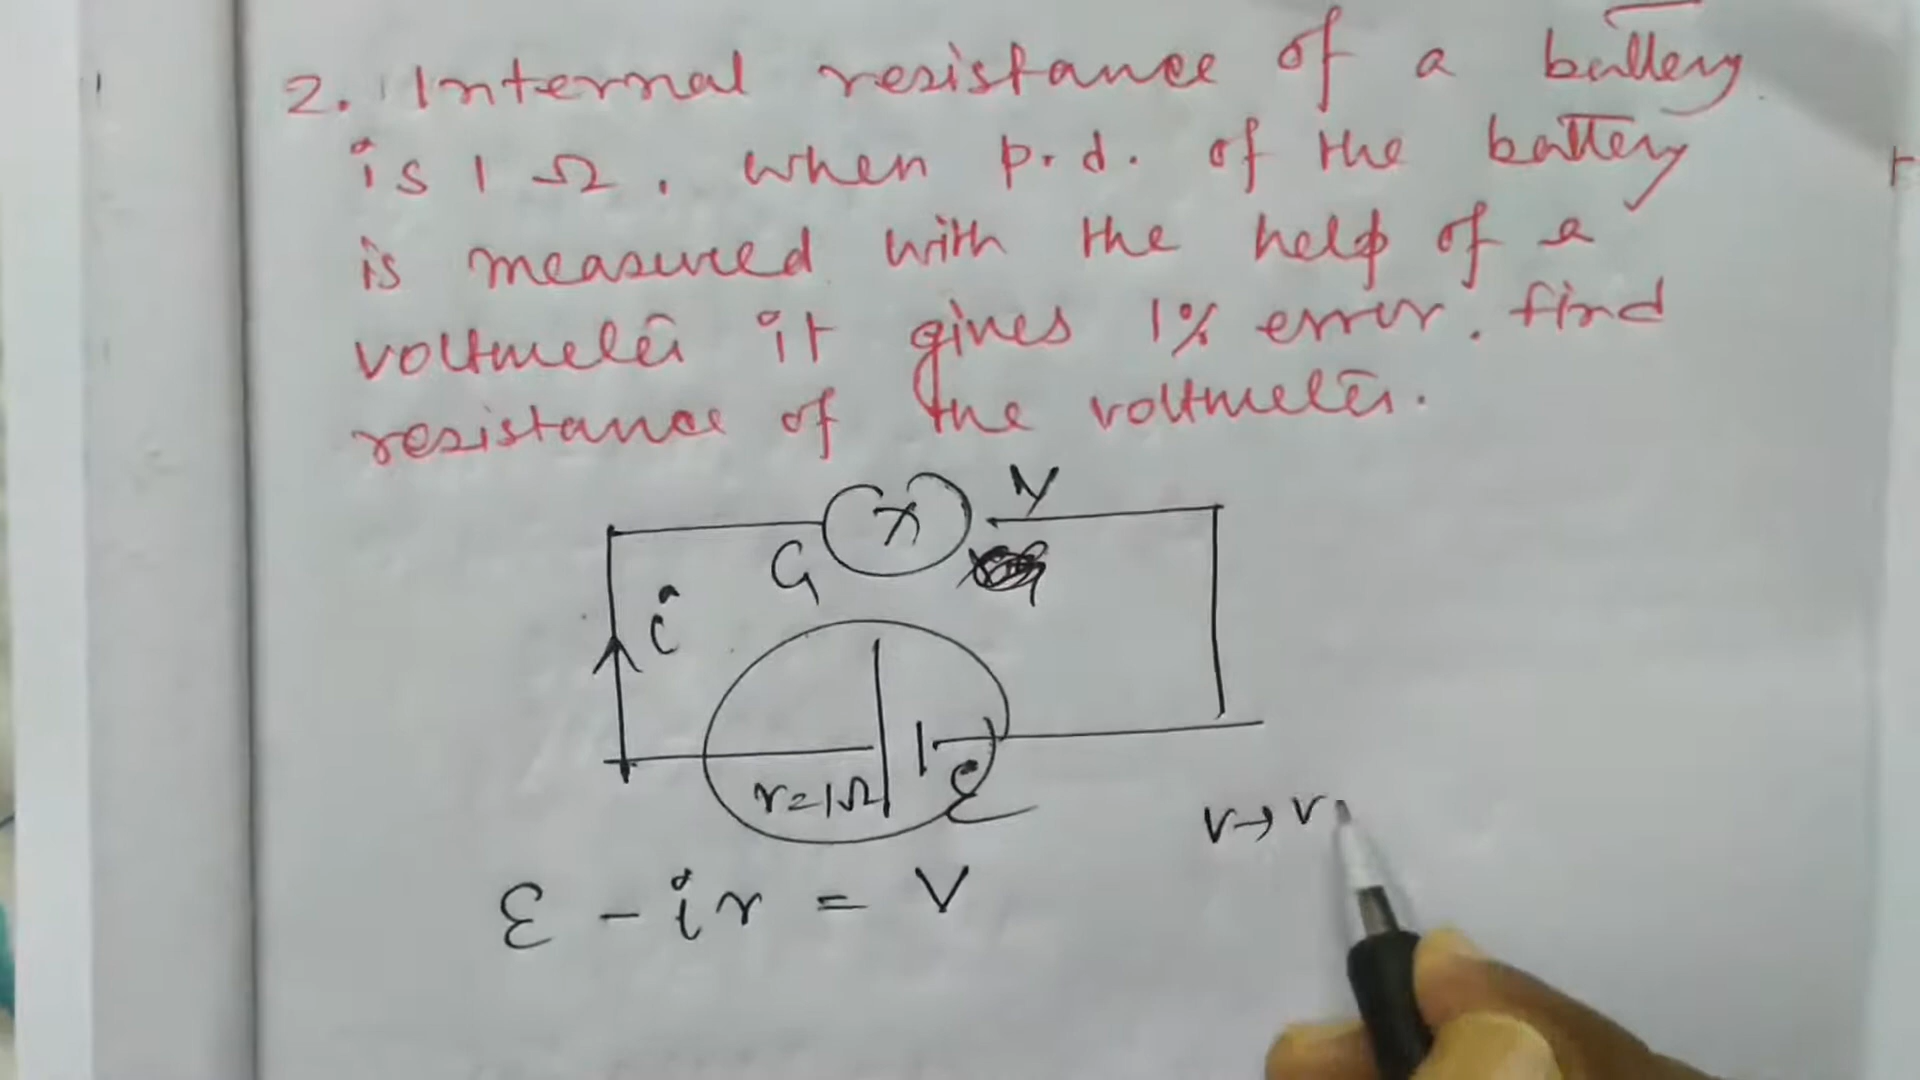 2. Internal resistance of a battery
is 1 Ω. When p.d. of the battery
is measured with the help of a
voltmeter it gives 1% error. find
resistance of the voltmeter.
V
G
i
r=1Ω
ε
V→V
ε - ir = V